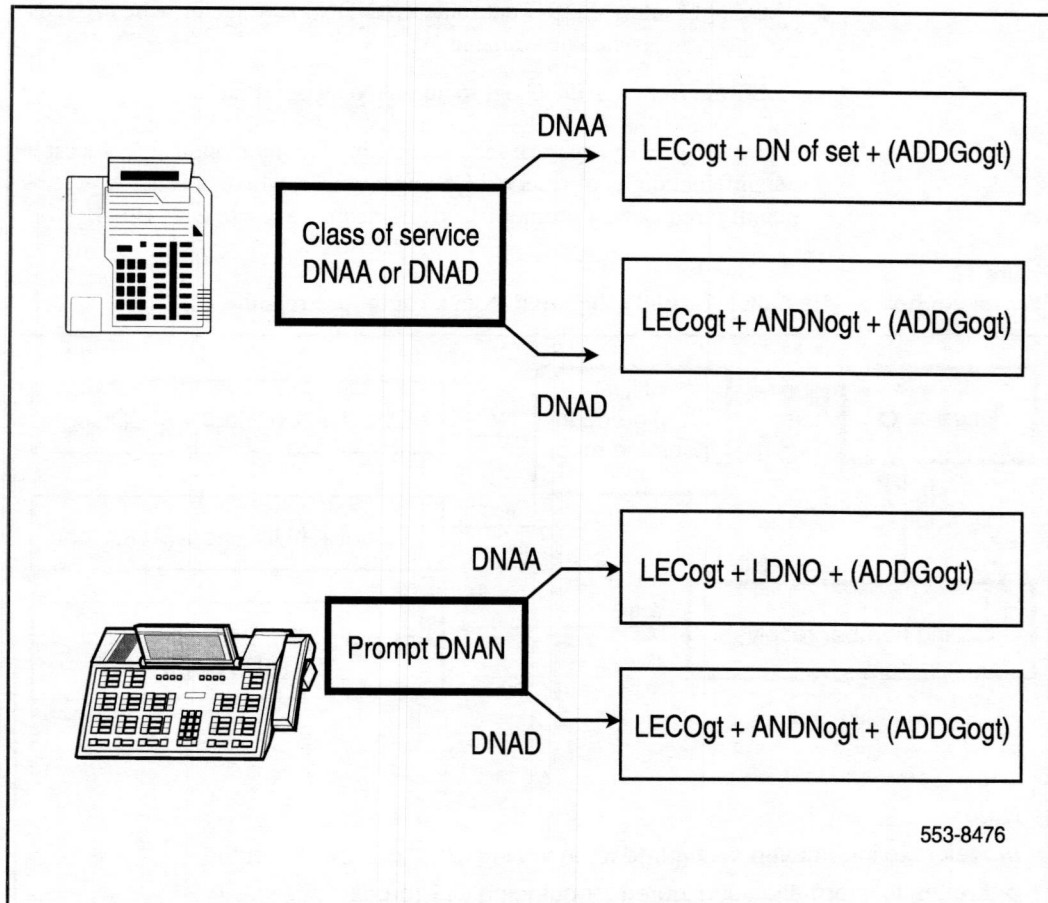 DNAA
LECogt + DN of set + (ADDGogt)
Class of service
DNAA or DNAD
LECogt + ANDNogt + (ADDGogt)
DNAD
DNAA
LECogt + LDNO + (ADDGogt)
Prompt DNAN
LECOgt + ANDNogt + (ADDGogt)
DNAD
553-8476